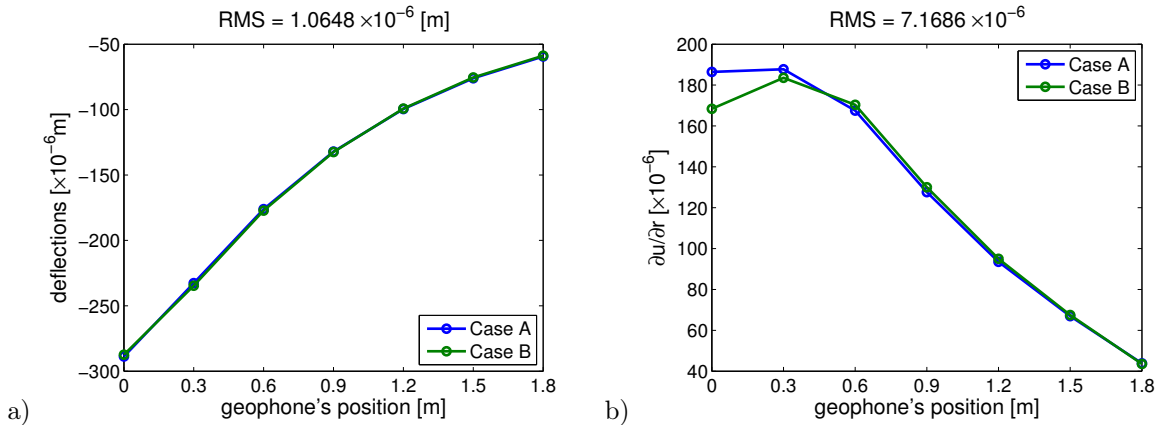 RMS = 1.0648 ×10⁻⁶ [m]
−50
−100
−150
−200
−250
−300
0 0.3 0.6 0.9 1.2 1.5 1.8
deflections [×10⁻⁶m]
geophone's position [m]
Case A
Case B
a)
RMS = 7.1686 ×10⁻⁶
200
180
160
140
120
100
80
60
40
0 0.3 0.6 0.9 1.2 1.5 1.8
∂u/∂r [×10⁻⁶]
geophone's position [m]
Case A
Case B
b)